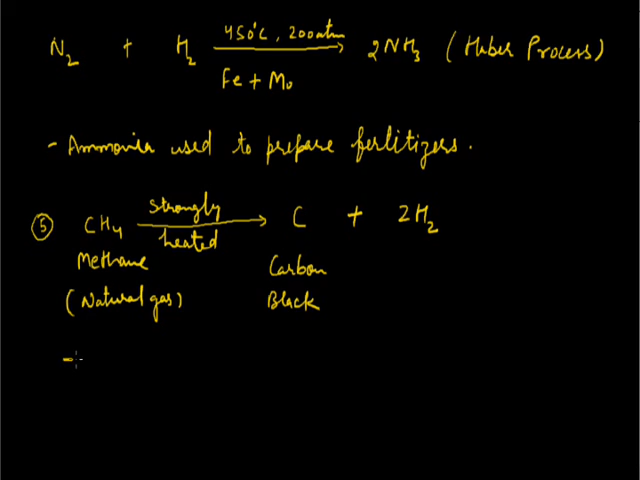 N₂ + H₂ 450°C, 200atm → 2NH₃ (Haber Process)
Fe + Mo
- Ammonia used to prepare ferlitizers.
⑤ CH₄ strongly heated → C + 2H₂
Methane Carbon
(Natural gas) Black
-